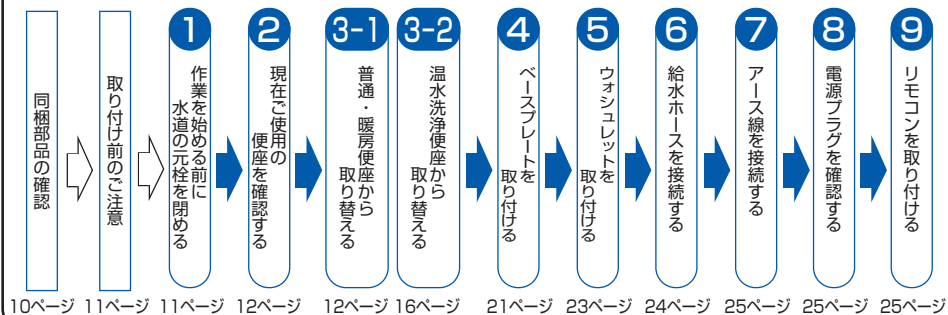 同梱部品の確認
10ページ
取り付け前のご注意
11ページ
1
作業を始める前に
水道の元栓を閉める
11ページ
2
現在ご使用の
便座を確認する
12ページ
3-1
普通・暖房便座から
取り替える
12ページ
3-2
温水洗浄便座から
取り替える
16ページ
4
ベースプレートを
取り付ける
21ページ
5
ウォシュレットを
取り付ける
23ページ
6
給水ホースを接続する
24ページ
7
アース線を接続する
25ページ
8
電源プラグを確認する
25ページ
9
リモコンを取り付ける
25ページ